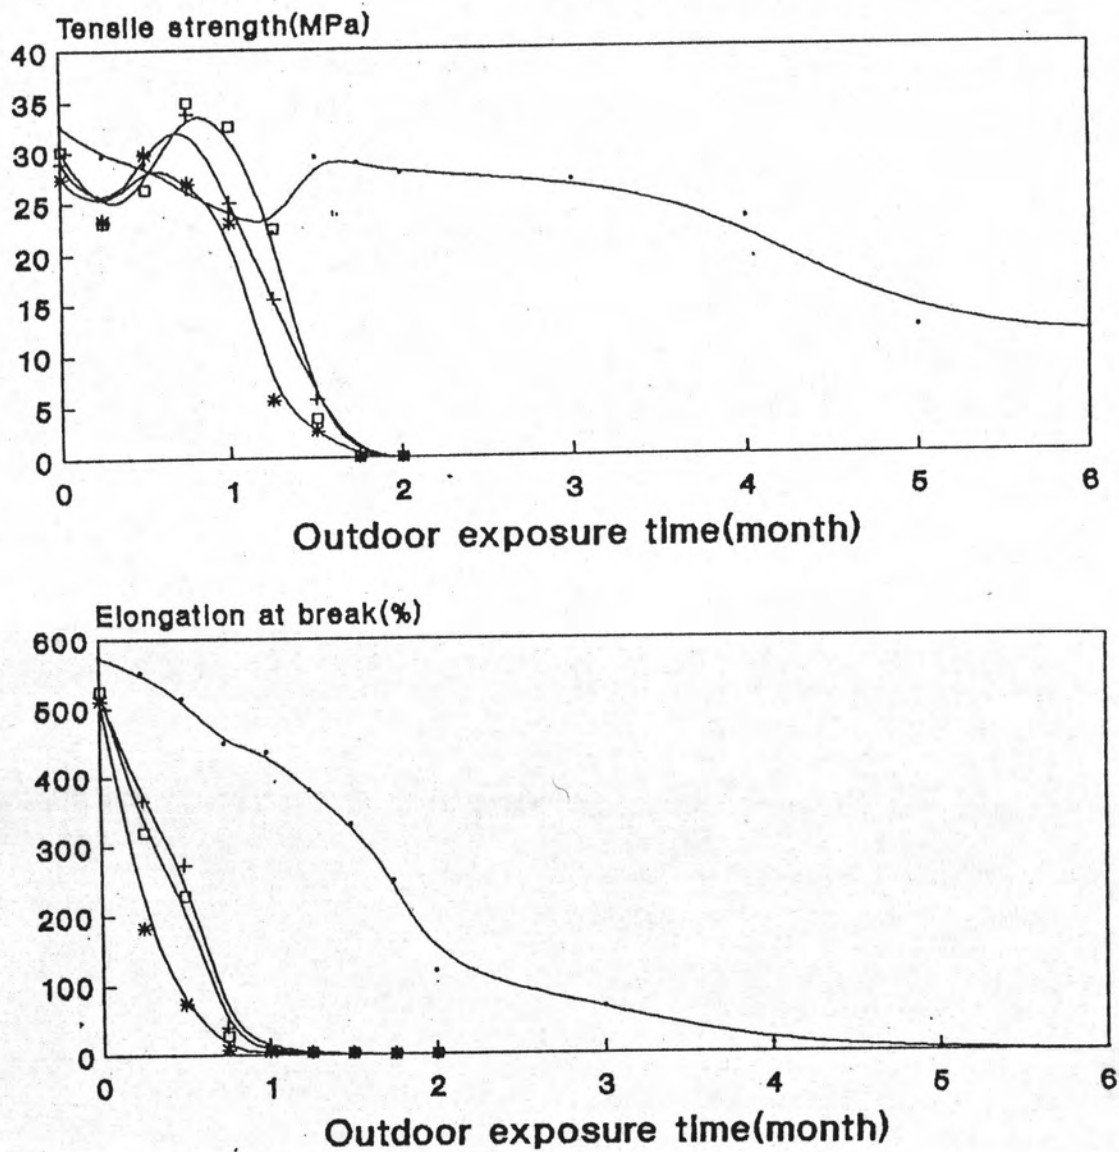 Tensile strength(MPa)
40
35
30
25
20
15
10
5
0
0 1 2 3 4 5 6
Outdoor exposure time(month)
Elongation at break(%)
600
500
400
300
200
100
0
0 1 2 3 4 5 6
Outdoor exposure time(month)